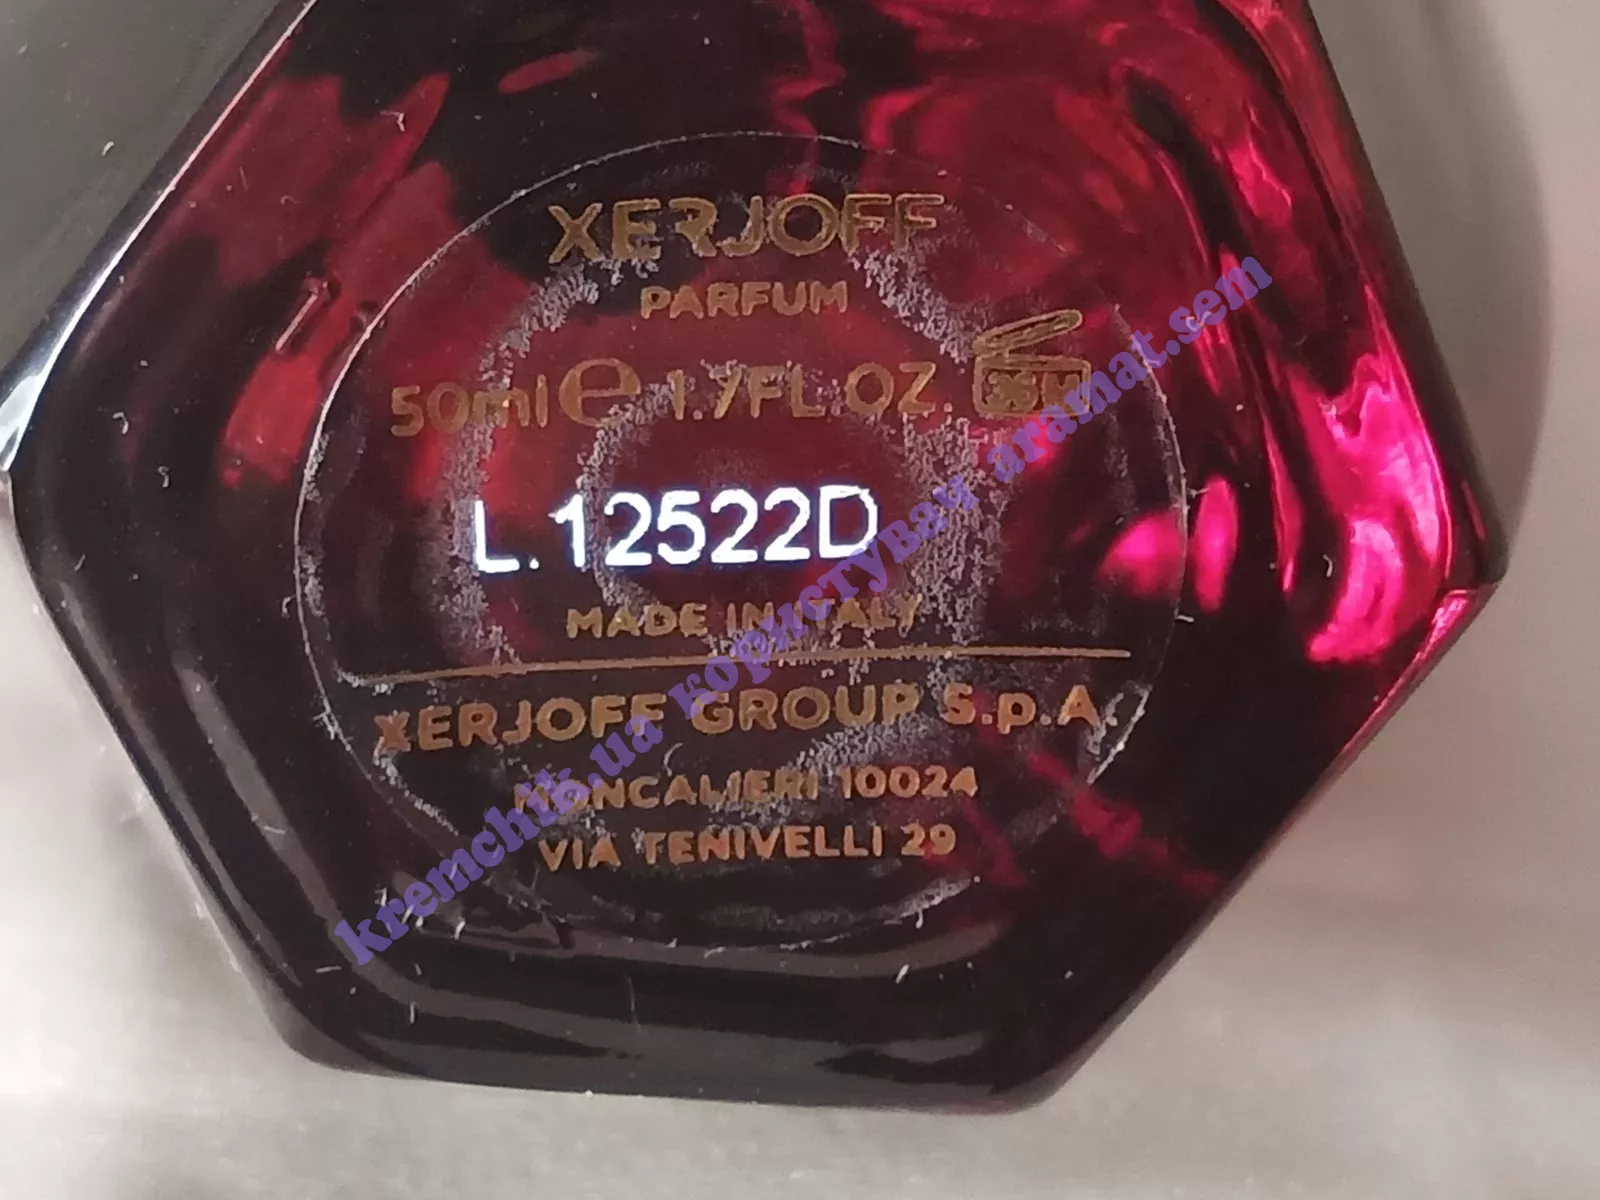 XERJOFF
PARFUM
50ml ℮ 1.7FL.OZ. 36 M
L.12522D
MADE IN ITALY
XERJOFF GROUP S.p.A.
MONCALIERI 10024
VIA TENIVELLI 29
kremchik.ua користувач aramat.sem